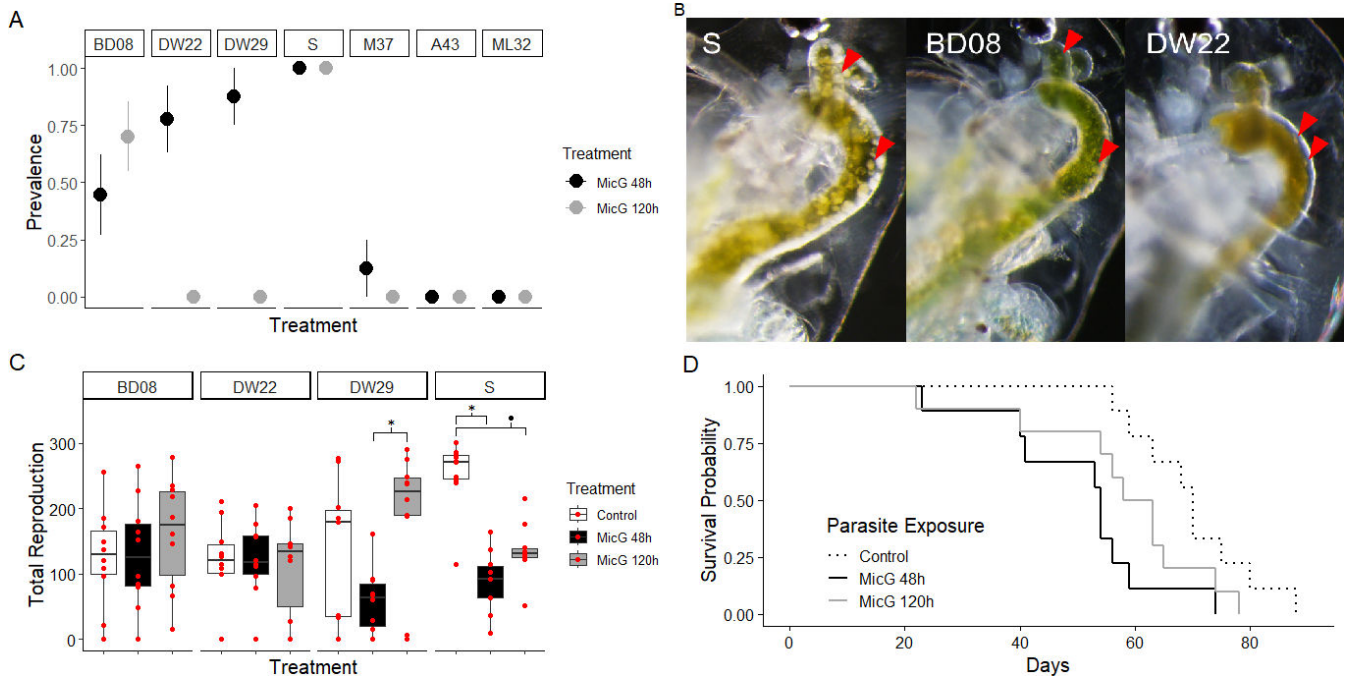 A
BD08 DW22 DW29 S M37 A43 ML32
Prevalence
1.00
0.75
0.50
0.25
0.00
Treatment
Treatment
MicG 48h
MicG 120h
B
S BD08 DW22
C
BD08 DW22 DW29 S
* * •
Total Reproduction
300
200
100
0
Treatment
Treatment
Control
MicG 48h
MicG 120h
D
Survival Probability
1.00
0.75
0.50
0.25
0.00
Parasite Exposure
Control
MicG 48h
MicG 120h
0 20 40 60 80
Days